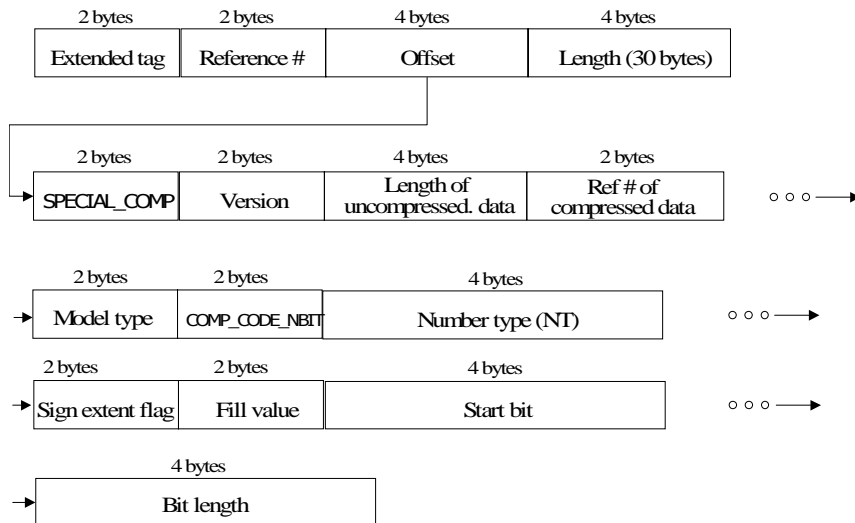 2 bytes 2 bytes 4 bytes 4 bytes
Extended tag Reference # Offset Length (30 bytes)
2 bytes 2 bytes 4 bytes 2 bytes
SPECIAL_COMP Version Length of uncompressed. data Ref # of compressed data
2 bytes 2 bytes 4 bytes
Model type COMP_CODE_NBIT Number type (NT)
2 bytes 2 bytes 4 bytes
Sign extent flag Fill value Start bit
4 bytes
Bit length